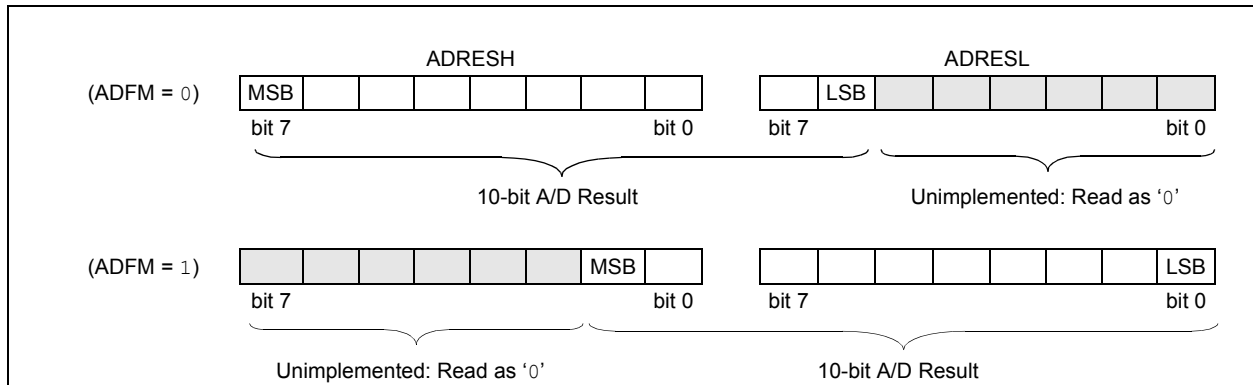 ADRESH ADRESL
(ADFM = 0) MSB LSB
bit 7 bit 0 bit 7 bit 0
10-bit A/D Result Unimplemented: Read as ‘0’
(ADFM = 1) MSB LSB
bit 7 bit 0 bit 7 bit 0
Unimplemented: Read as ‘0’ 10-bit A/D Result